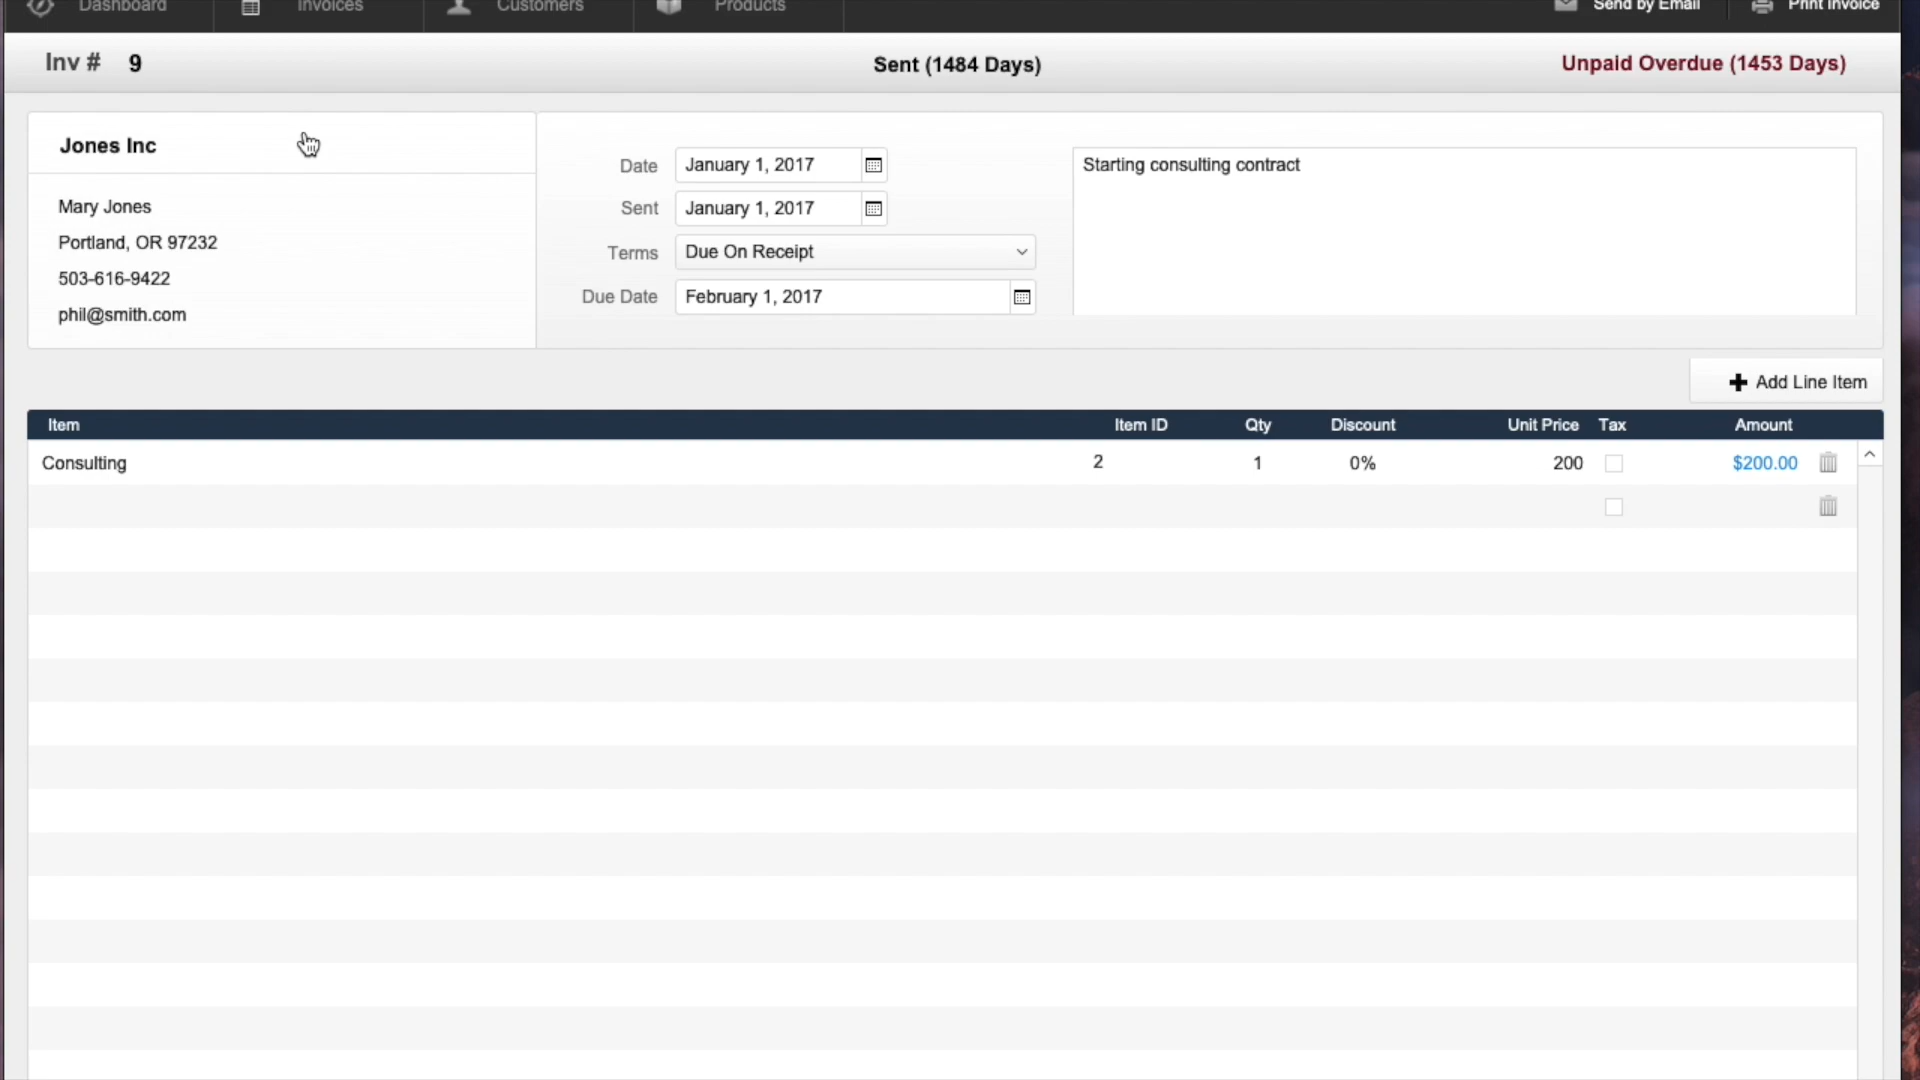 Dashboard Invoices Customers Products Send by Email Print Invoice
Inv # 9 Sent (1484 Days) Unpaid Overdue (1453 Days)
Jones Inc
Mary Jones
Portland, OR 97232
503-616-9422
phil@smith.com
Date January 1, 2017
Sent January 1, 2017
Terms Due On Receipt
Due Date February 1, 2017
Starting consulting contract
Add Line Item
Item Item ID Qty Discount Unit Price Tax Amount
Consulting 2 1 0% 200 $200.00